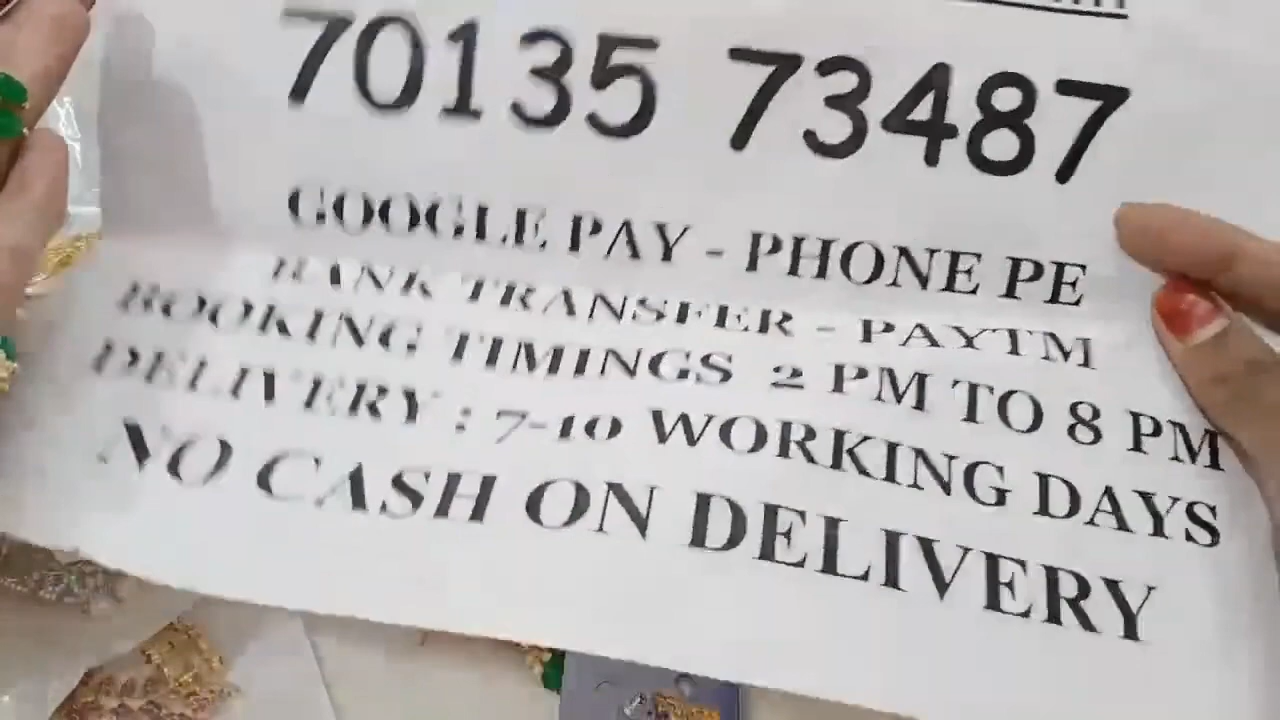 70135 73487
GOOGLE PAY - PHONE PE
BANK TRANSFER - PAYTM
BOOKING TIMINGS 2 PM TO 8 PM
DELIVERY : 7-10 WORKING DAYS
NO CASH ON DELIVERY